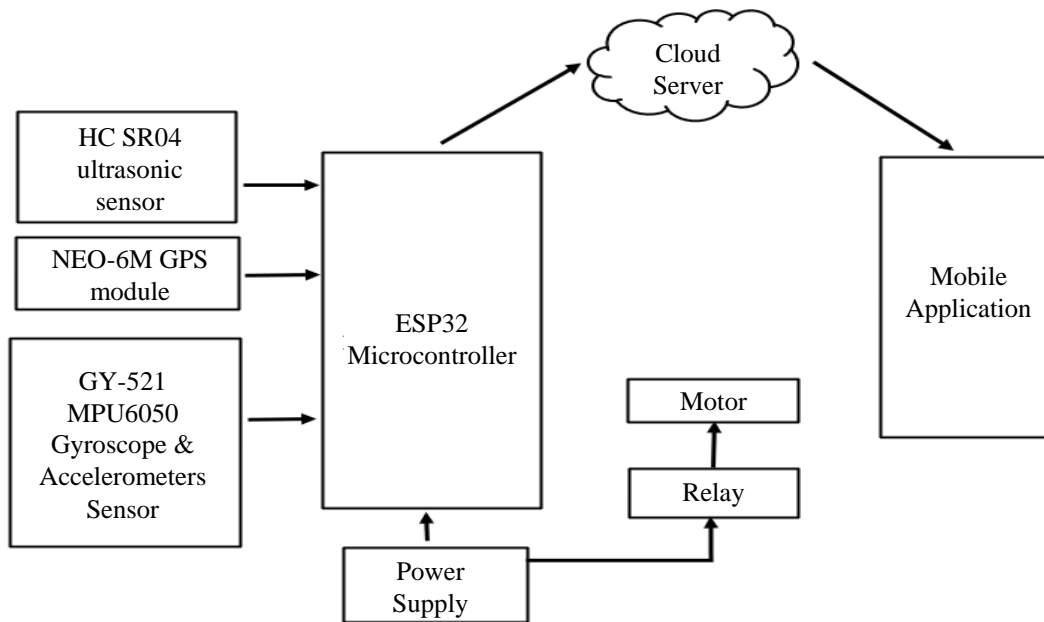 Cloud
Server
HC SR04
ultrasonic
sensor
NEO-6M GPS
module
GY-521
MPU6050
Gyroscope &
Accelerometers
Sensor
ESP32
Microcontroller
Mobile
Application
Motor
Relay
Power
Supply